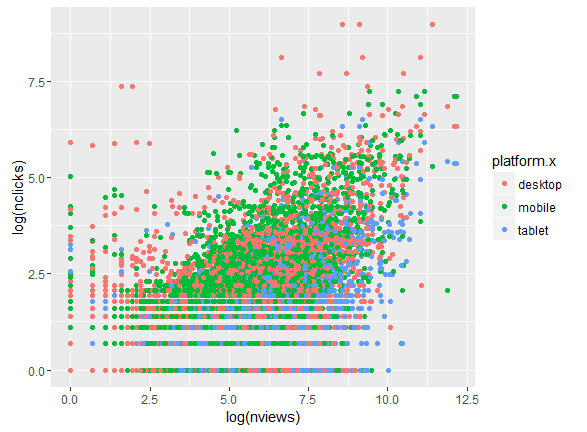 7.5
5.0
2.5
0.0
log(nclicks)
0.0 2.5 5.0 7.5 10.0 12.5
log(nviews)
platform.x
desktop
mobile
tablet